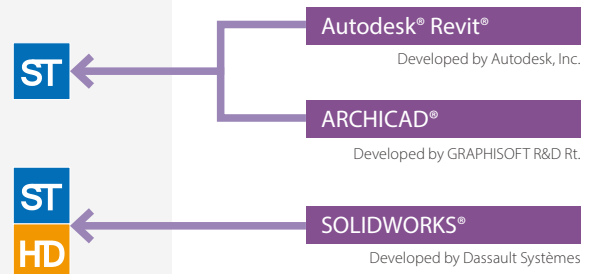 Autodesk® Revit®
Developed by Autodesk, Inc.
ST
ARCHICAD®
Developed by GRAPHISOFT R&D Rt.
ST
HD
SOLIDWORKS®
Developed by Dassault Systèmes